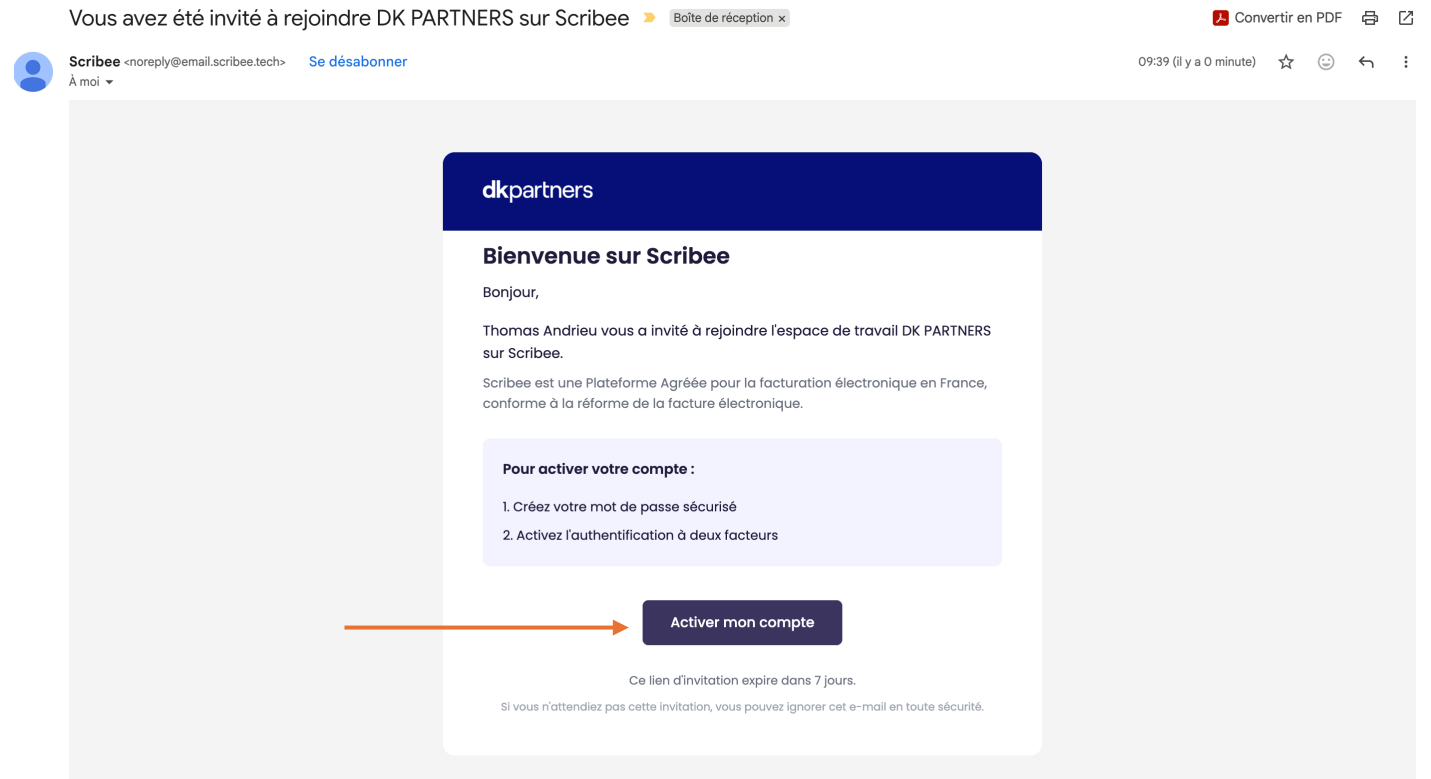 Vous avez été invité à rejoindre DK PARTNERS sur Scribee
Boîte de réception ×
Convertir en PDF
Scribee <noreply@email.scribee.tech> Se désabonner
09:39 (il y a 0 minute)
À moi
dkpartners
Bienvenue sur Scribee
Bonjour,
Thomas Andrieu vous a invité à rejoindre l'espace de travail DK PARTNERS
sur Scribee.
Scribee est une Plateforme Agréée pour la facturation électronique en France,
conforme à la réforme de la facture électronique.
Pour activer votre compte :
1. Créez votre mot de passe sécurisé
2. Activez l'authentification à deux facteurs
Activer mon compte
Ce lien d'invitation expire dans 7 jours.
Si vous n'attendiez pas cette invitation, vous pouvez ignorer cet e-mail en toute sécurité.